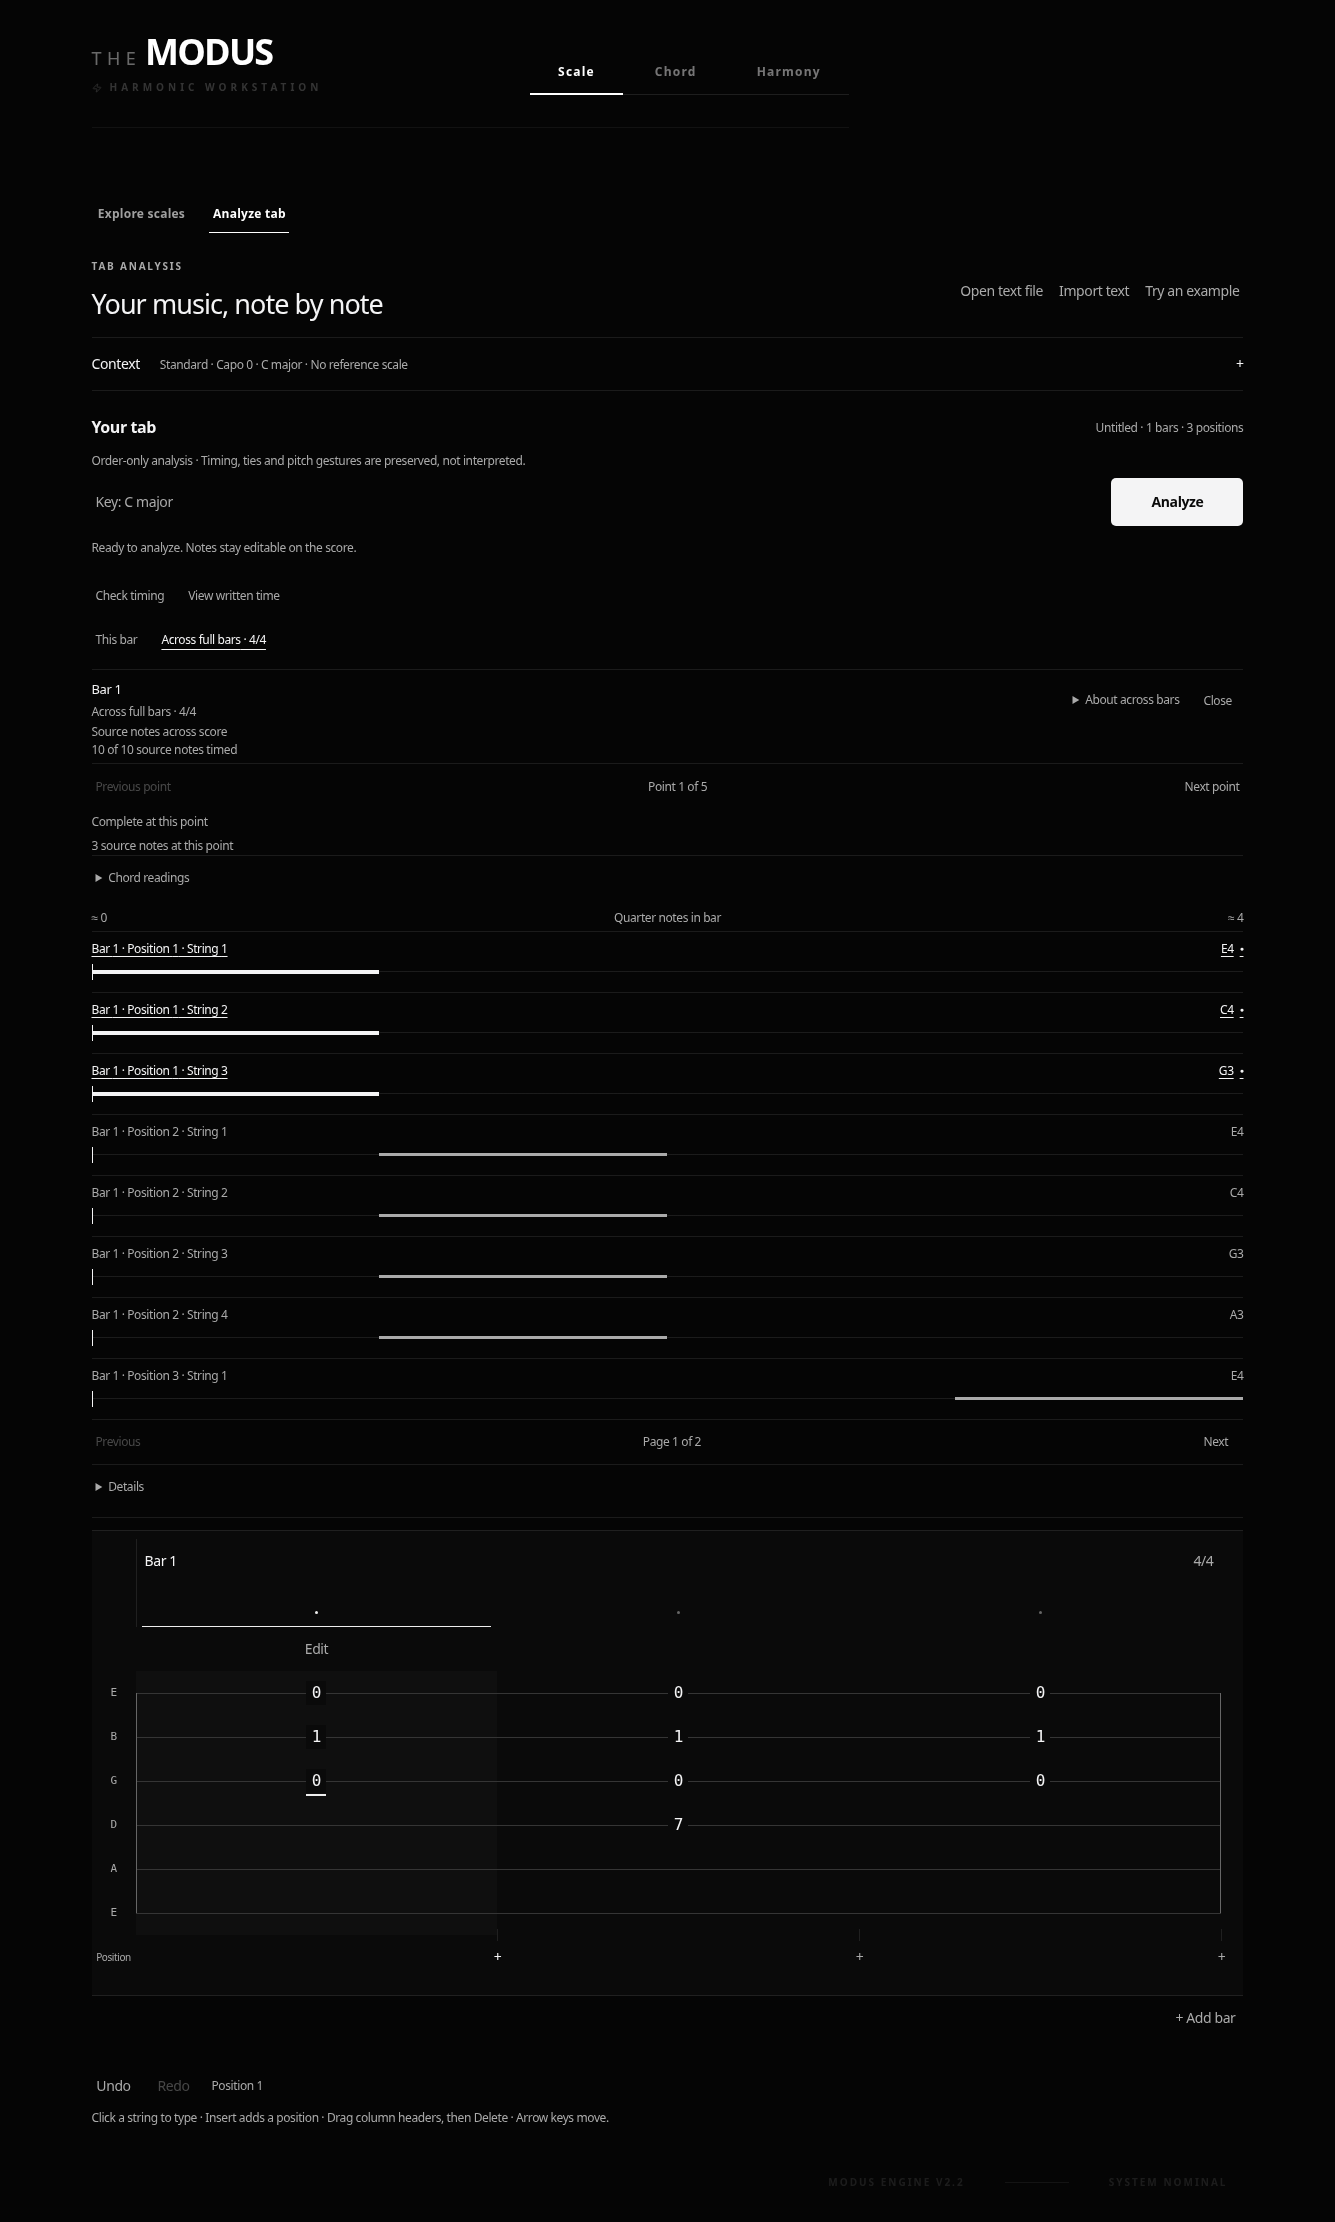 THE MODUS
HARMONIC WORKSTATION
Scale Chord Harmony
Explore scales Analyze tab
TAB ANALYSIS
Your music, note by note
Open text file Import text Try an example
Context Standard · Capo 0 · C major · No reference scale +
Your tab Untitled · 1 bars · 3 positions
Order-only analysis · Timing, ties and pitch gestures are preserved, not interpreted.
Key: C major Analyze
Ready to analyze. Notes stay editable on the score.
Check timing View written time
This bar Across full bars · 4/4
Bar 1
Across full bars · 4/4
▶ About across bars Close
Source notes across score
10 of 10 source notes timed
Previous point Point 1 of 5 Next point
Complete at this point
3 source notes at this point
▶ Chord readings
≈ 0 Quarter notes in bar ≈ 4
Bar 1 · Position 1 · String 1 E4 •
Bar 1 · Position 1 · String 2 C4 •
Bar 1 · Position 1 · String 3 G3 •
Bar 1 · Position 2 · String 1 E4
Bar 1 · Position 2 · String 2 C4
Bar 1 · Position 2 · String 3 G3
Bar 1 · Position 2 · String 4 A3
Bar 1 · Position 3 · String 1 E4
Previous Page 1 of 2 Next
▶ Details
Bar 1 4/4
· · ·
Edit
E 0 0 0
B 1 1 1
G 0 0 0
D 7
A
E
Position + + +
+ Add bar
Undo Redo Position 1
Click a string to type · Insert adds a position · Drag column headers, then Delete · Arrow keys move.
MODUS ENGINE V2.2 SYSTEM NOMINAL